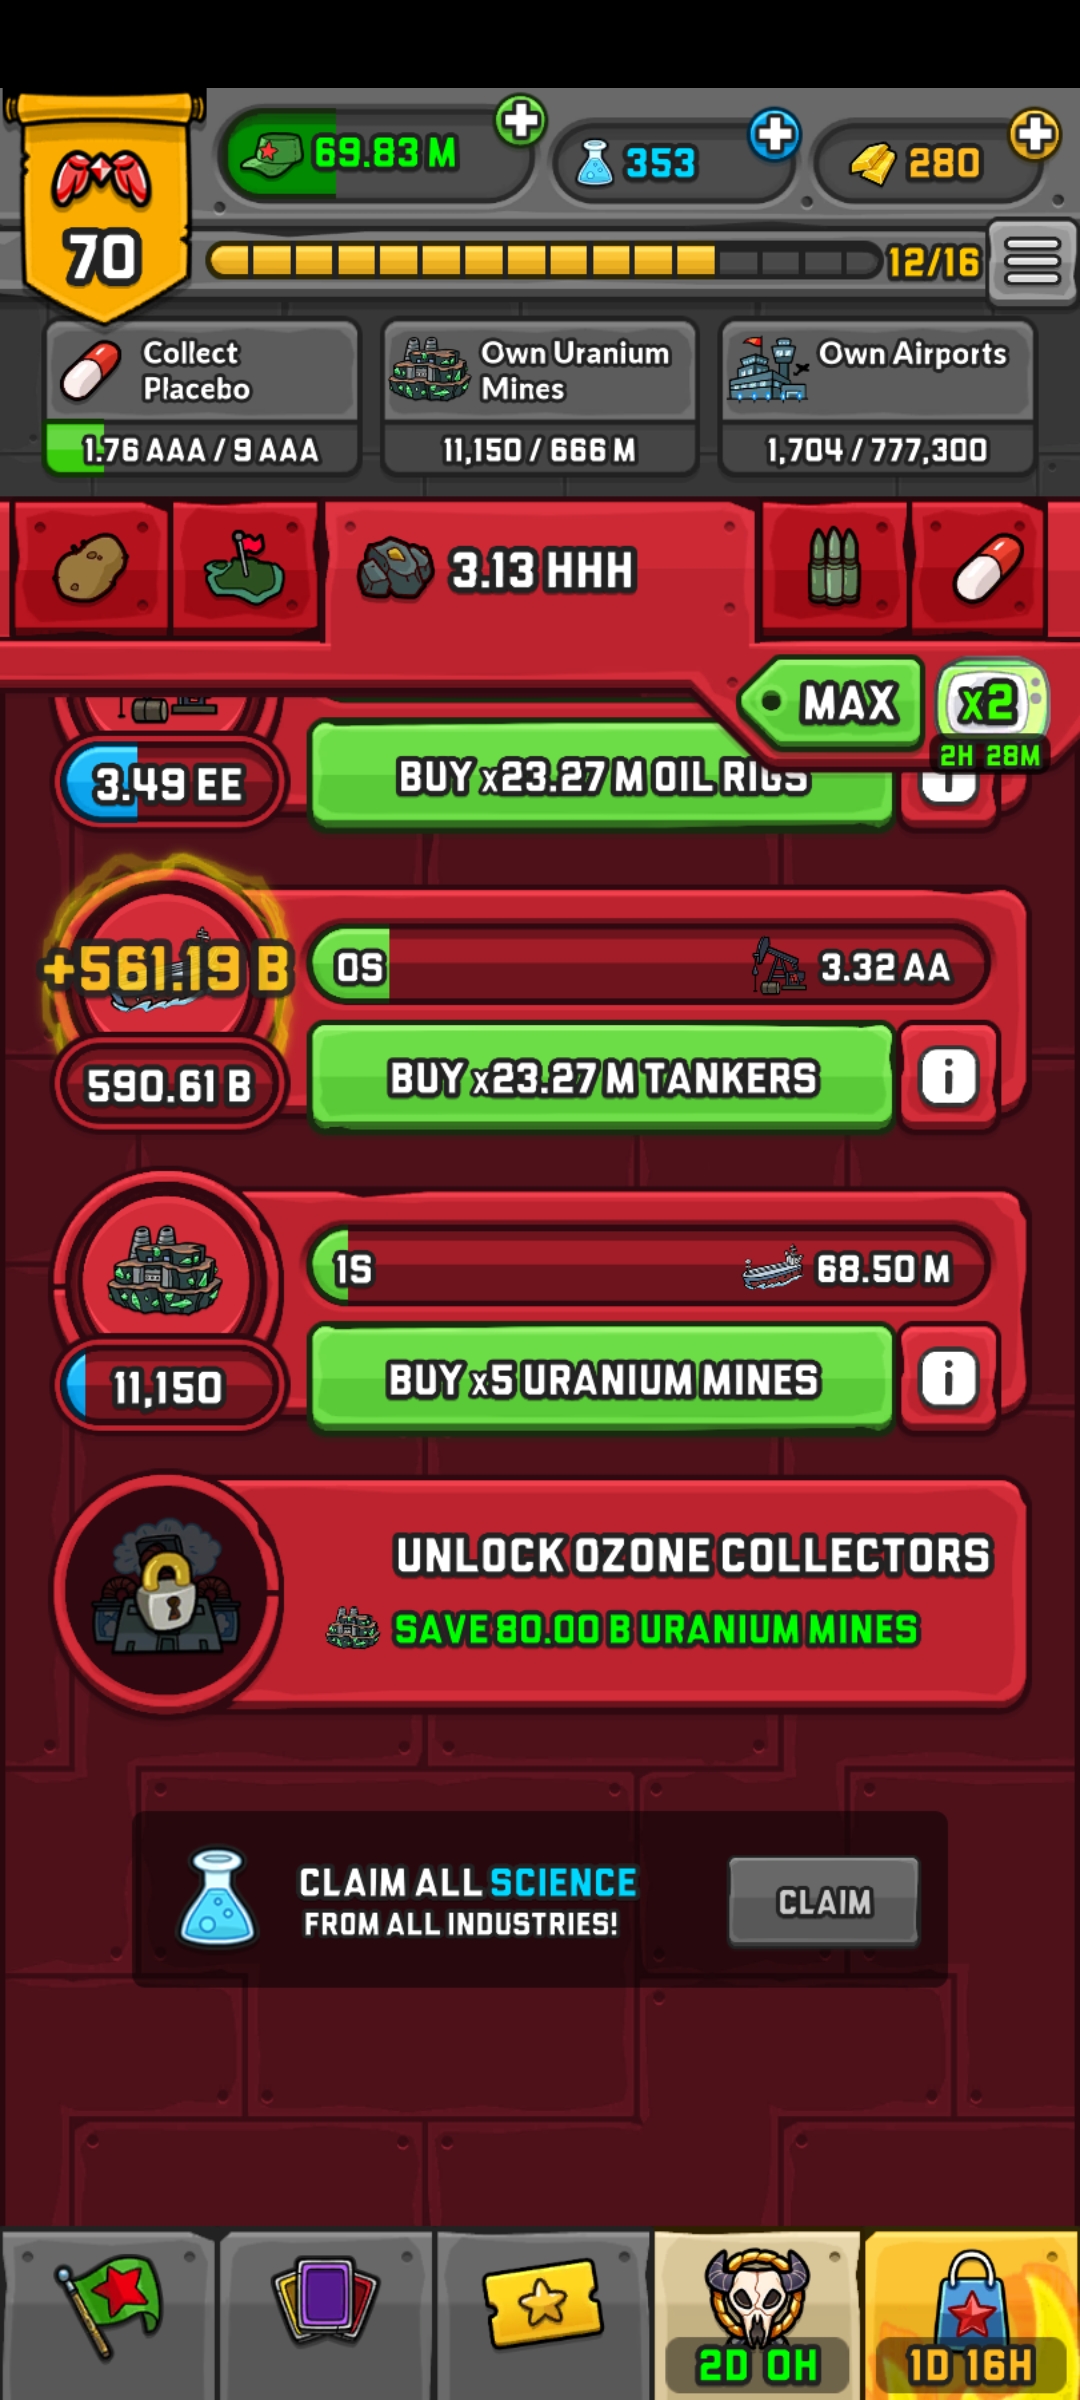 70
69.83 M
353
280
12/16
Collect
Placebo
1.76 AAA / 9 AAA
Own Uranium
Mines
11,150 / 666 M
Own Airports
1,704 / 777,300
3.13 HHH
MAX
x2
2H 28M
3.49 EE
BUY x23.27 M OIL RIGS
+561.19 B
0S
3.32 AA
590.61 B
BUY x23.27 M TANKERS
i
1S
68.50 M
11,150
BUY x5 URANIUM MINES
i
UNLOCK OZONE COLLECTORS
SAVE 80.00 B URANIUM MINES
CLAIM ALL SCIENCE
FROM ALL INDUSTRIES!
CLAIM
2D 0H
1D 16H